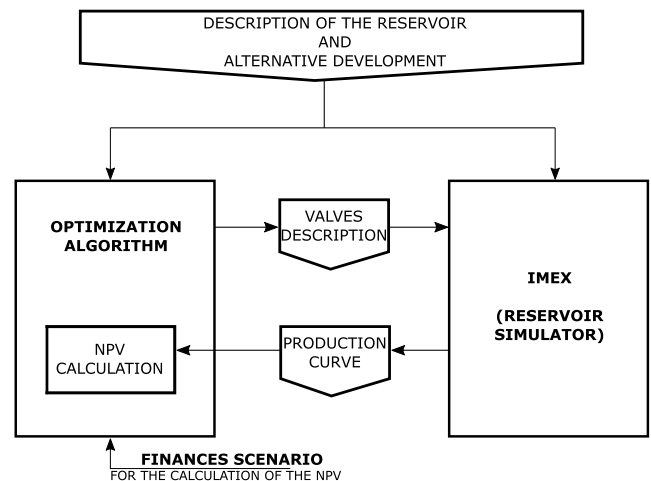 DESCRIPTION OF THE RESERVOIR
AND
ALTERNATIVE DEVELOPMENT
OPTIMIZATION
ALGORITHM
VALVES
DESCRIPTION
IMEX
(RESERVOIR
SIMULATOR)
NPV
CALCULATION
PRODUCTION
CURVE
FINANCES SCENARIO
FOR THE CALCULATION OF THE NPV